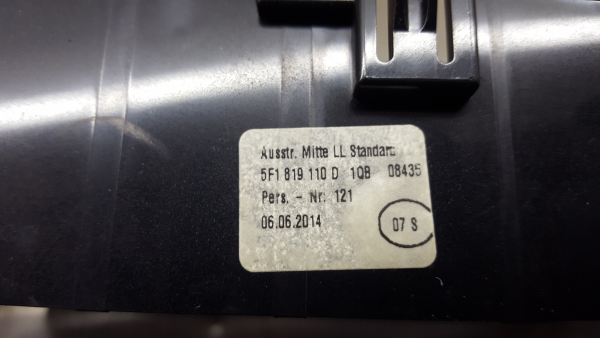 Ausstr. Mitte LL Standard
5F1 819 110 D 1QB 08435
Pers. - Nr: 121
06.06.2014
07 S